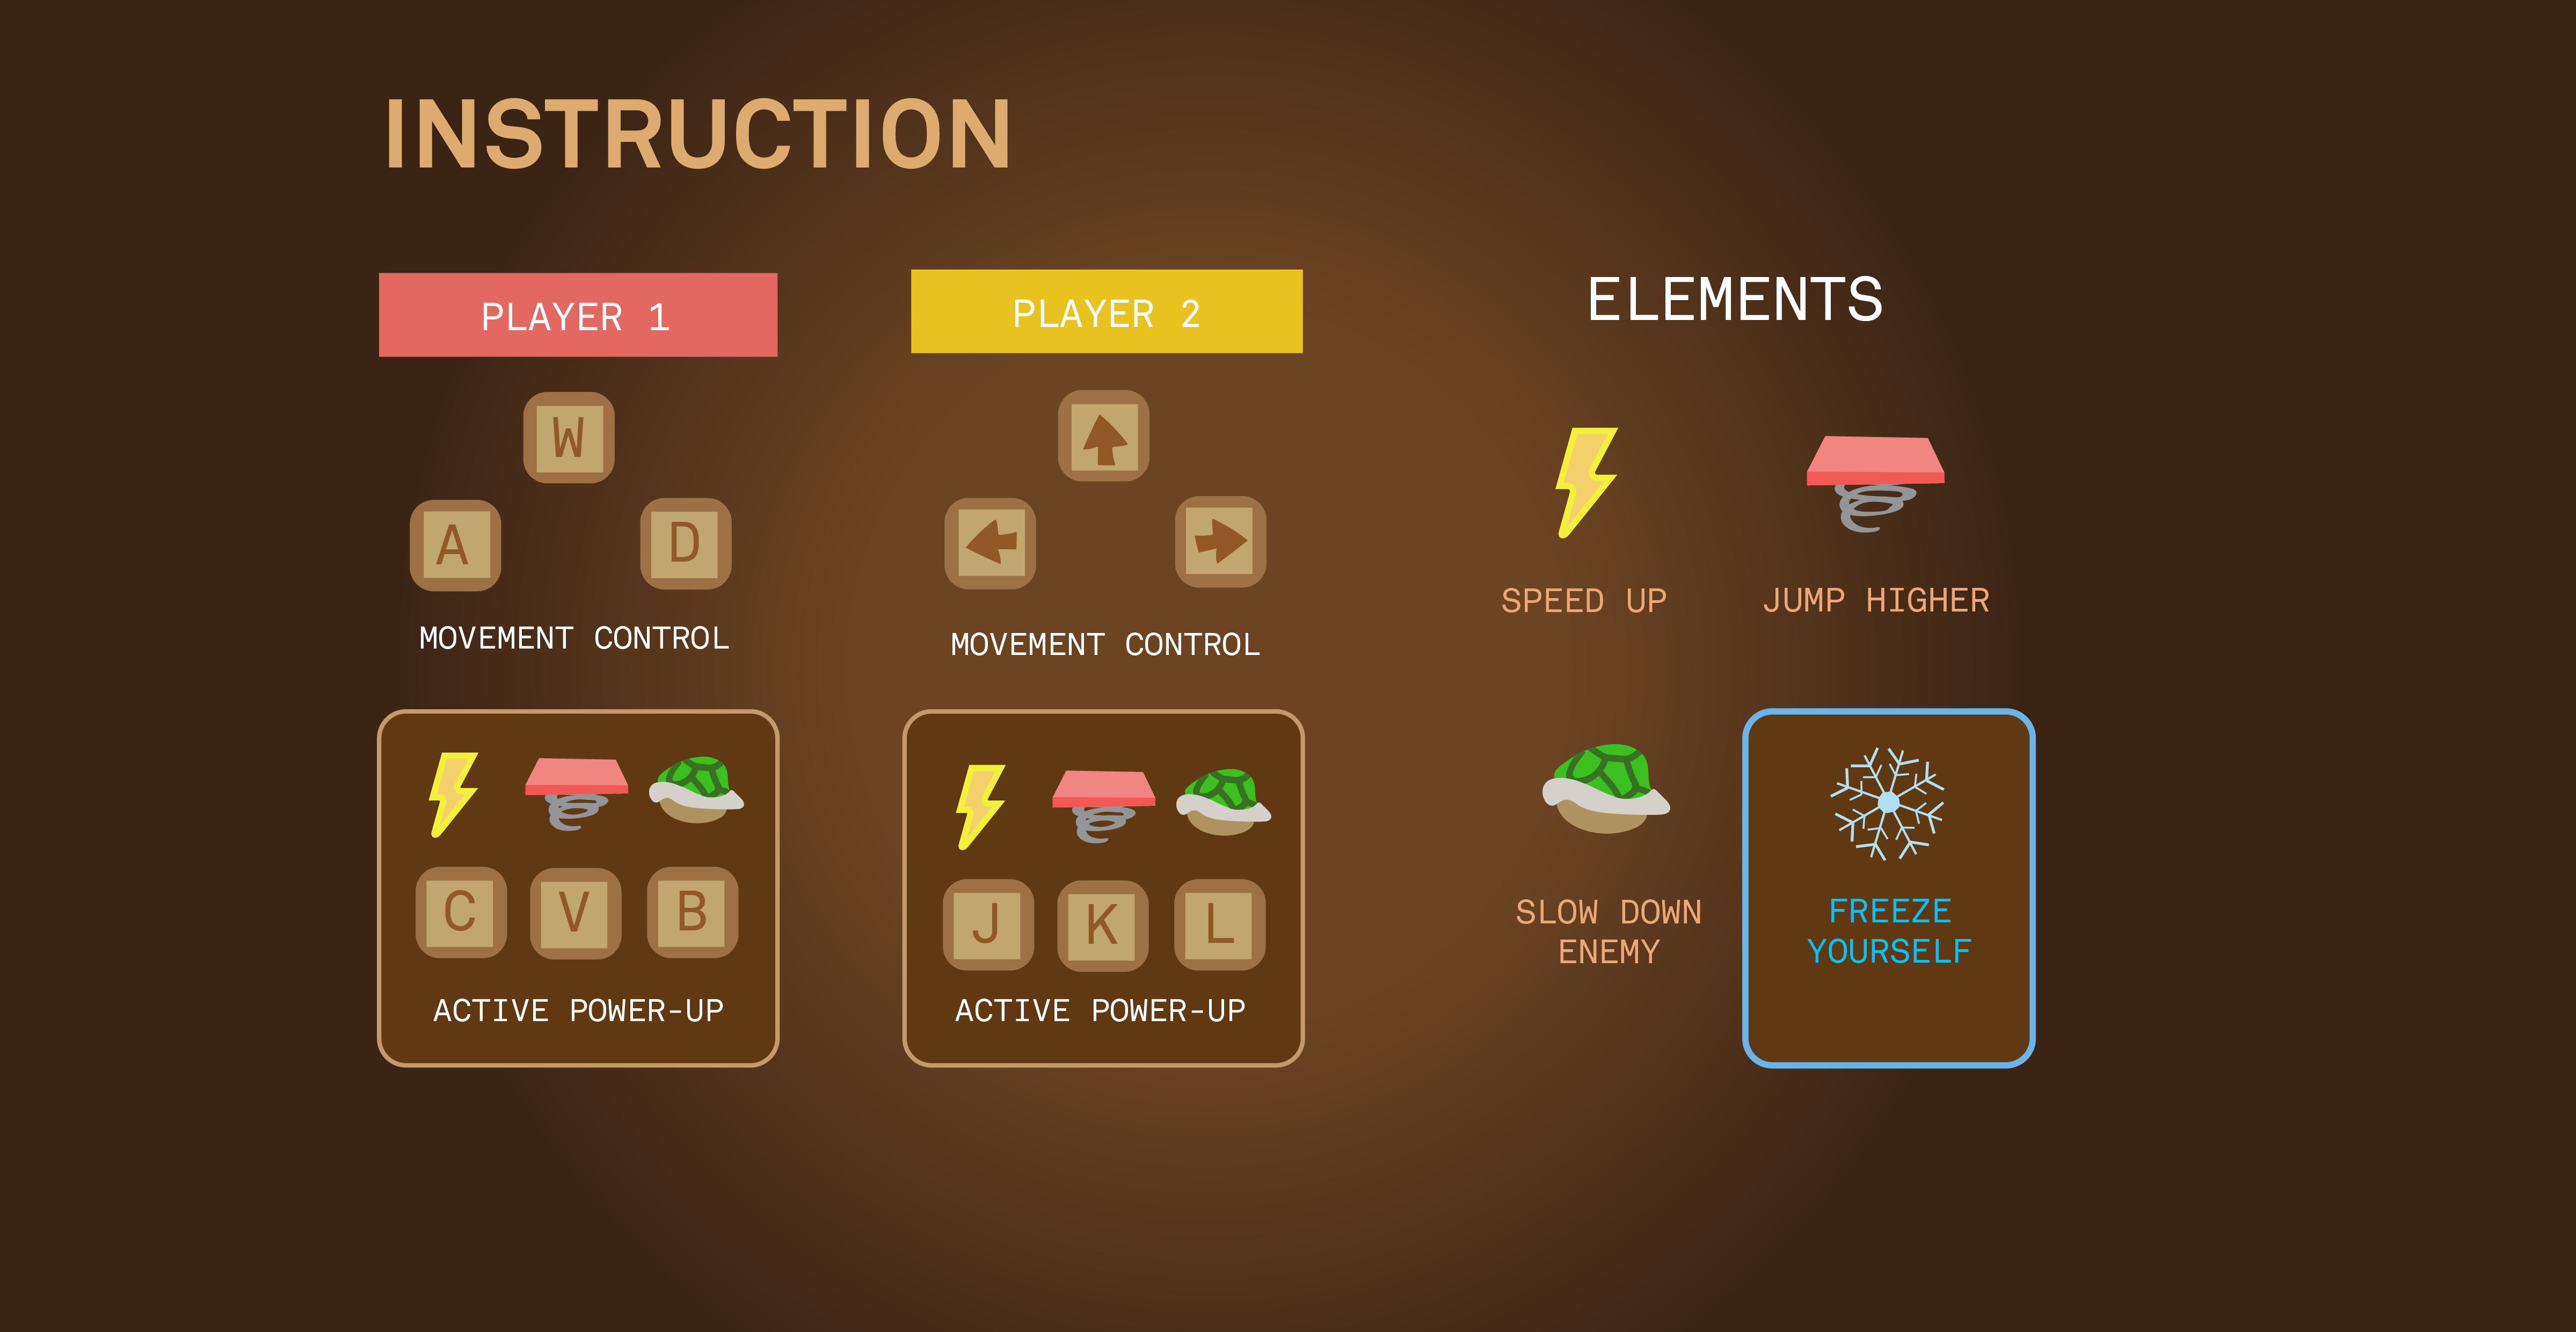 INSTRUCTION
PLAYER 1
W
A D
MOVEMENT CONTROL
C V B
ACTIVE POWER-UP
PLAYER 2
MOVEMENT CONTROL
J K L
ACTIVE POWER-UP
ELEMENTS
SPEED UP
JUMP HIGHER
SLOW DOWN
ENEMY
FREEZE
YOURSELF